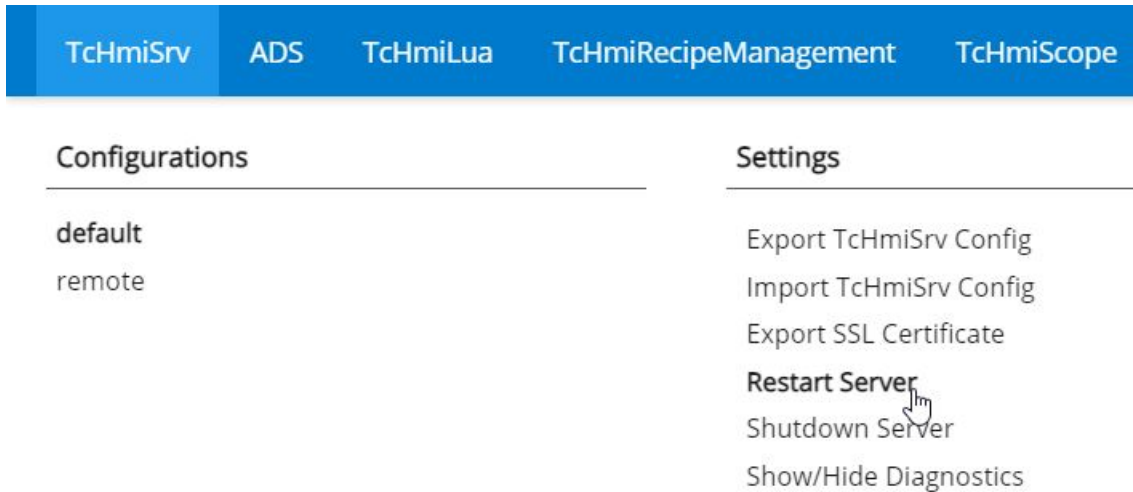 TcHmiSrv ADS TcHmiLua TcHmiRecipeManagement TcHmiScope
Configurations
default
remote
Settings
Export TcHmiSrv Config
Import TcHmiSrv Config
Export SSL Certificate
Restart Server
Shutdown Server
Show/Hide Diagnostics